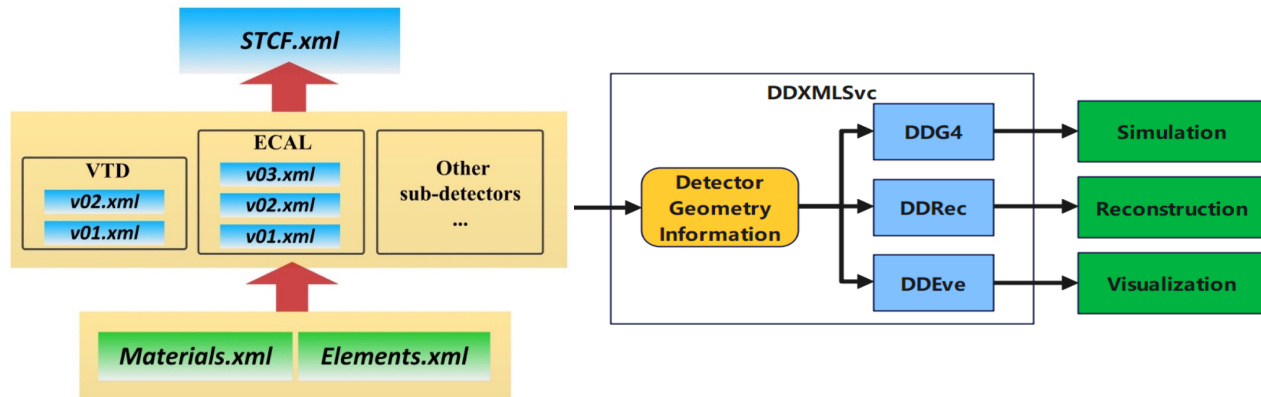 STCF.xml
VTD
v02.xml
v01.xml
ECAL
v03.xml
v02.xml
v01.xml
Other
sub-detectors
...
Materials.xml
Elements.xml
DDXMLSvc
Detector
Geometry
Information
DDG4
DDRec
DDEve
Simulation
Reconstruction
Visualization